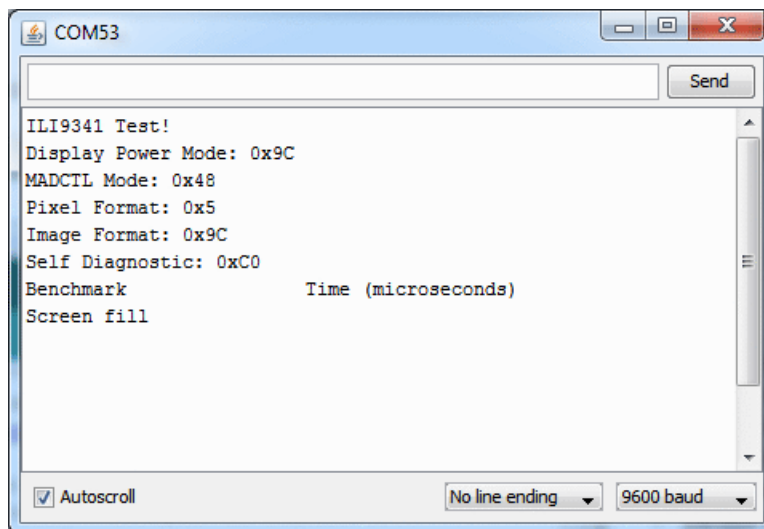 COM53
Send
ILI9341 Test!
Display Power Mode: 0x9C
MADCTL Mode: 0x48
Pixel Format: 0x5
Image Format: 0x9C
Self Diagnostic: 0xC0
Benchmark                Time (microseconds)
Screen fill
Autoscroll
No line ending
9600 baud